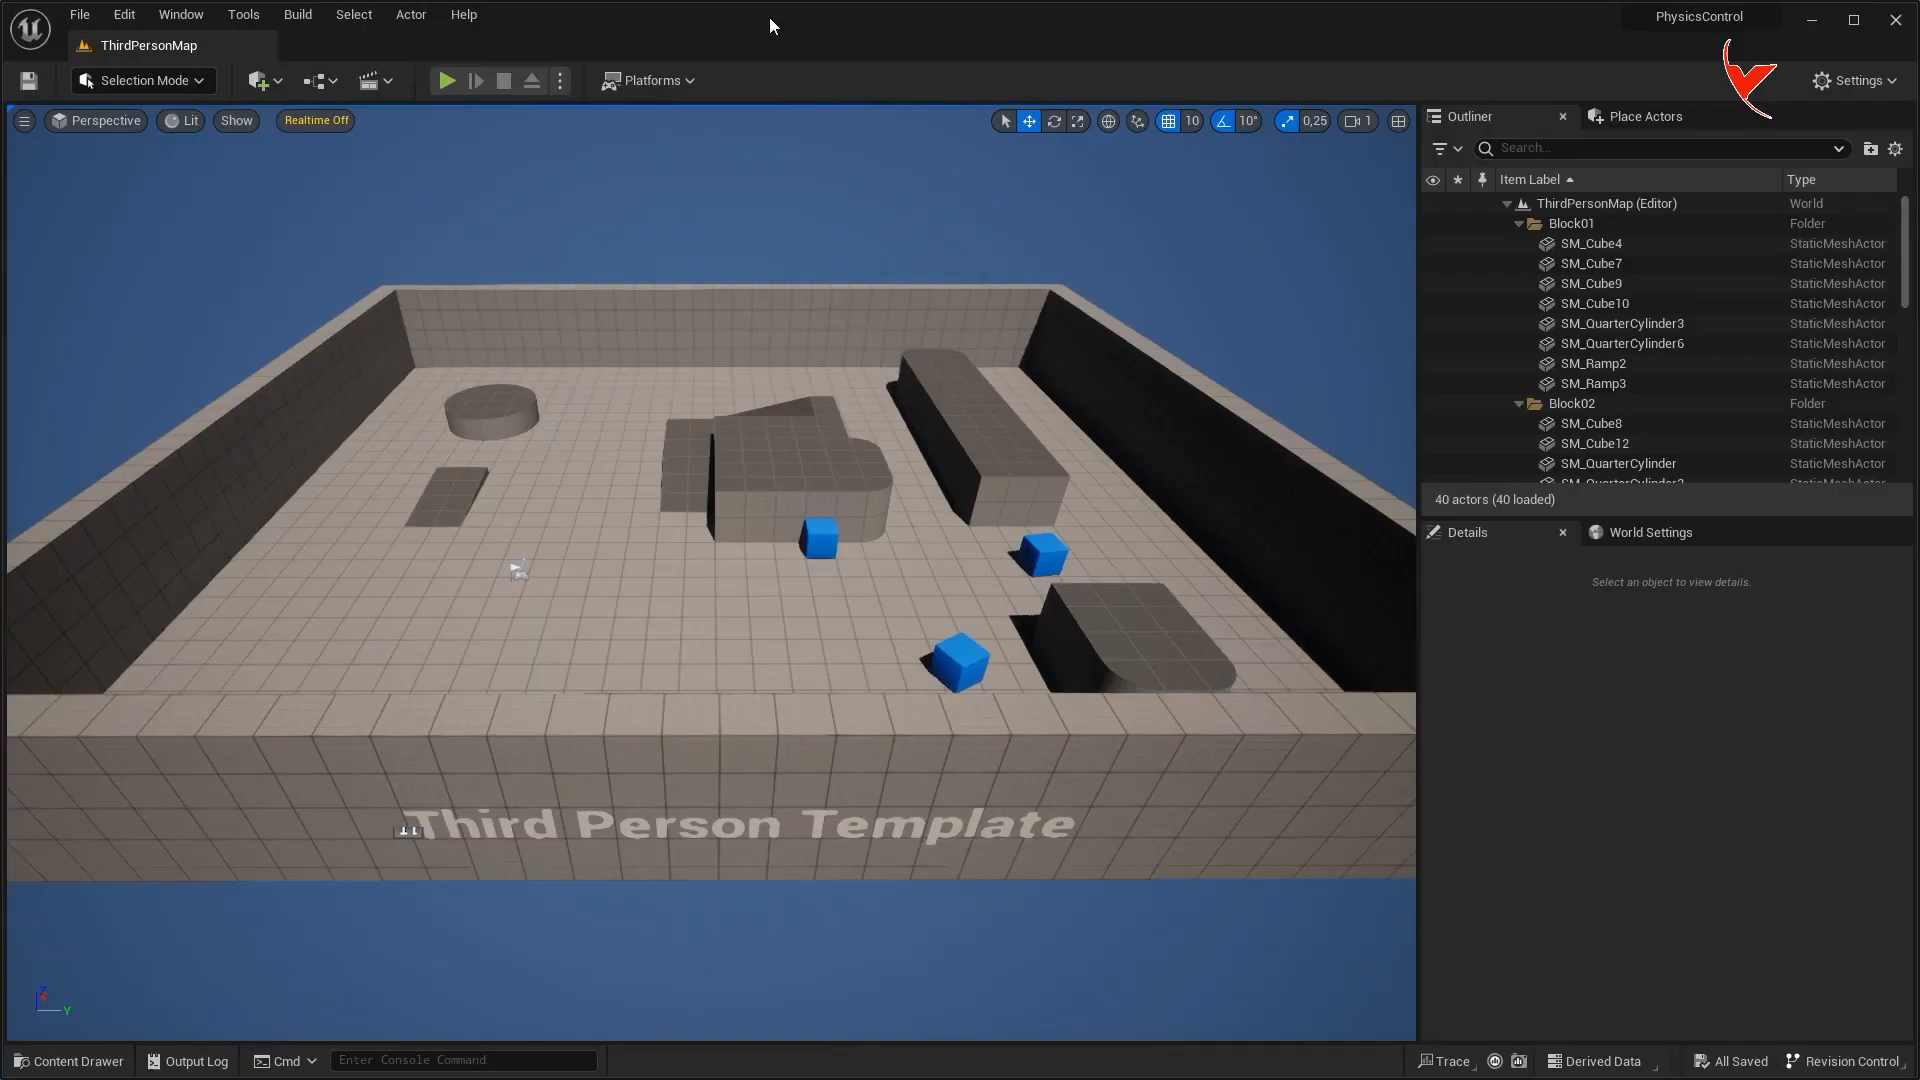 File Edit Window Tools Build Select Actor Help
PhysicsControl
ThirdPersonMap
Selection Mode
Platforms
Settings
Perspective Lit Show Realtime Off
10 10° 0,25 1
Outliner
Place Actors
Search...
Item Label Type
ThirdPersonMap (Editor) World
Block01 Folder
SM_Cube4 StaticMeshActor
SM_Cube7 StaticMeshActor
SM_Cube9 StaticMeshActor
SM_Cube10 StaticMeshActor
SM_QuarterCylinder3 StaticMeshActor
SM_QuarterCylinder6 StaticMeshActor
SM_Ramp2 StaticMeshActor
SM_Ramp3 StaticMeshActor
Block02 Folder
SM_Cube8 StaticMeshActor
SM_Cube12 StaticMeshActor
SM_QuarterCylinder StaticMeshActor
40 actors (40 loaded)
Details
World Settings
Select an object to view details.
Third Person Template
Z
Y
Content Drawer Output Log Cmd Enter Console Command
Trace Derived Data All Saved Revision Control